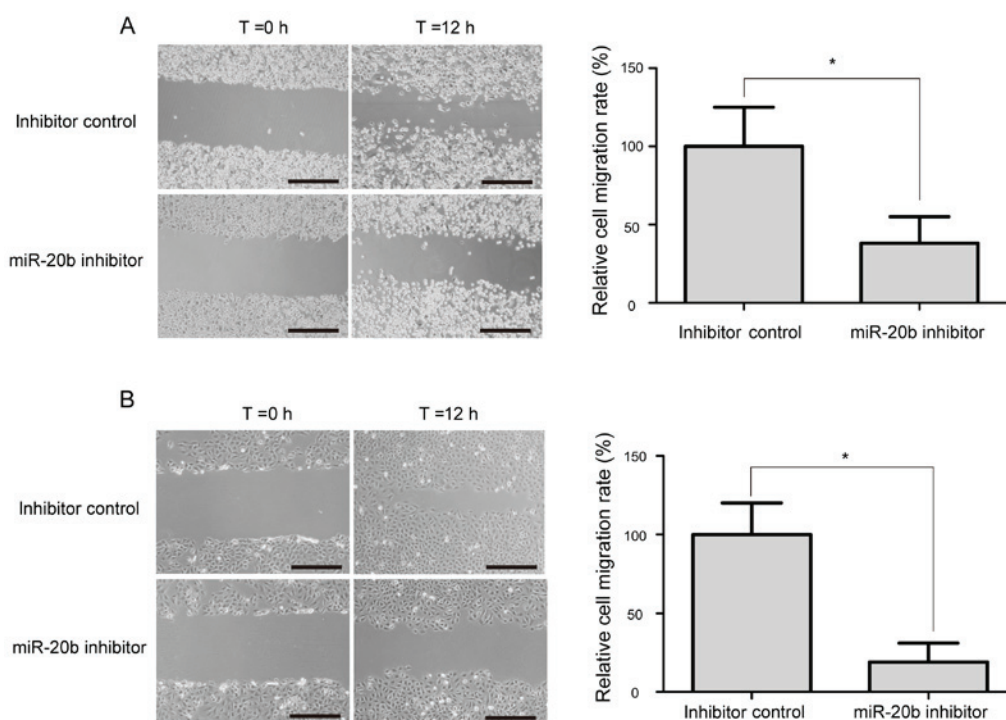 A
T =0 h
T =12 h
Inhibitor control
miR-20b inhibitor
Relative cell migration rate (%)
150
100
50
0
*
Inhibitor control
miR-20b inhibitor
B
T =0 h
T =12 h
Inhibitor control
miR-20b inhibitor
Relative cell migration rate (%)
150
100
50
0
*
Inhibitor control
miR-20b inhibitor